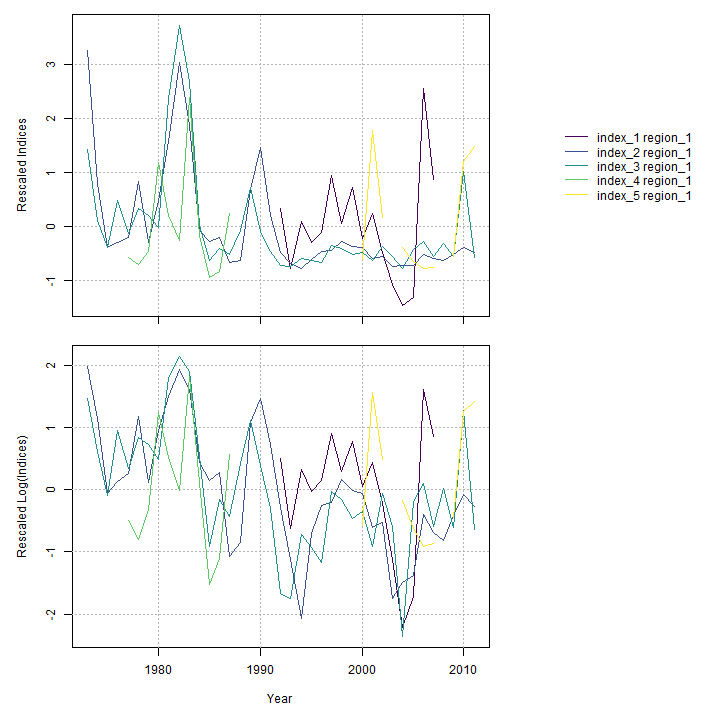 Rescaled Indices
3
2
1
0
-1
index_1 region_1
index_2 region_1
index_3 region_1
index_4 region_1
index_5 region_1
Rescaled Log(Indices)
2
1
0
-1
-2
1980 1990 2000 2010
Year